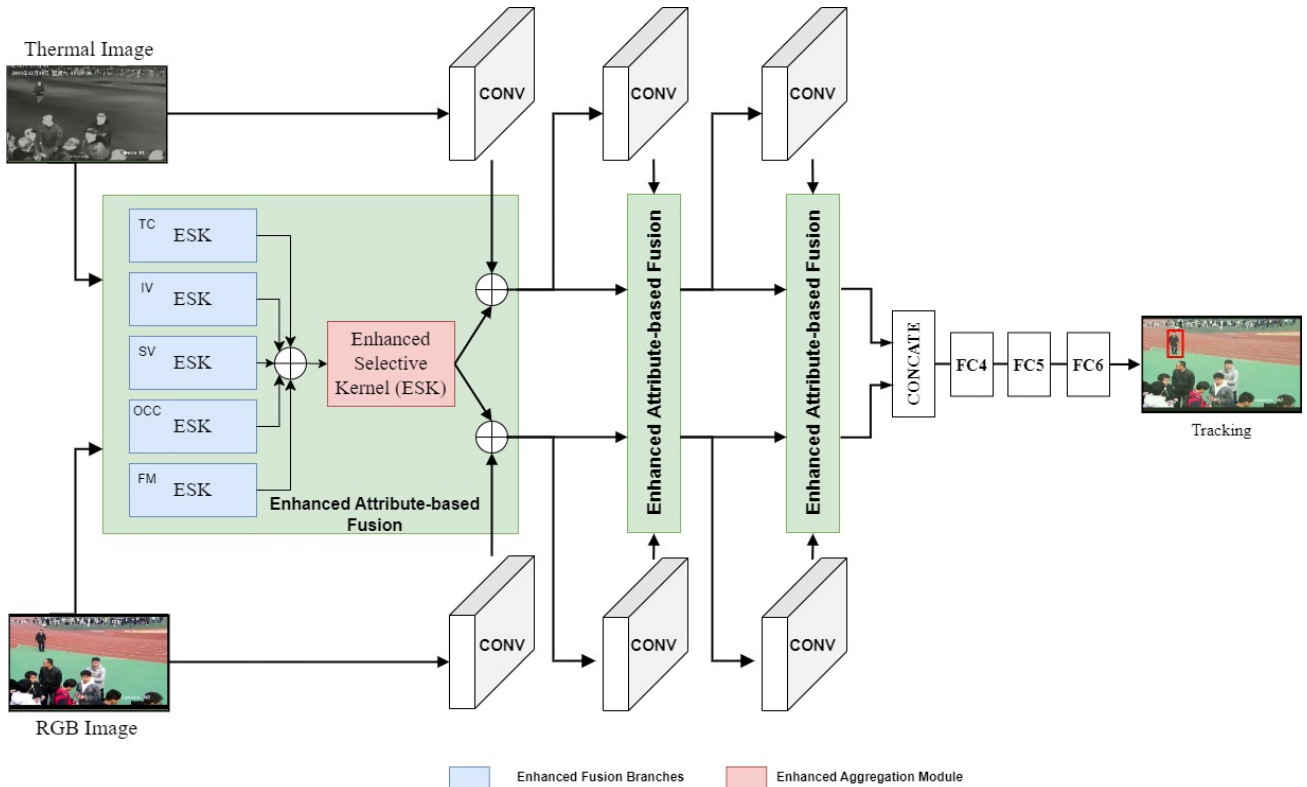 Thermal Image
CONV
CONV
CONV
TC
ESK
IV
ESK
SV
ESK
OCC
ESK
FM
ESK
Enhanced
Selective
Kernel (ESK)
Enhanced Attribute-based
Fusion
Enhanced Attribute-based Fusion
Enhanced Attribute-based Fusion
CONCATE
FC4
FC5
FC6
Tracking
CONV
CONV
CONV
RGB Image
Enhanced Fusion Branches
Enhanced Aggregation Module